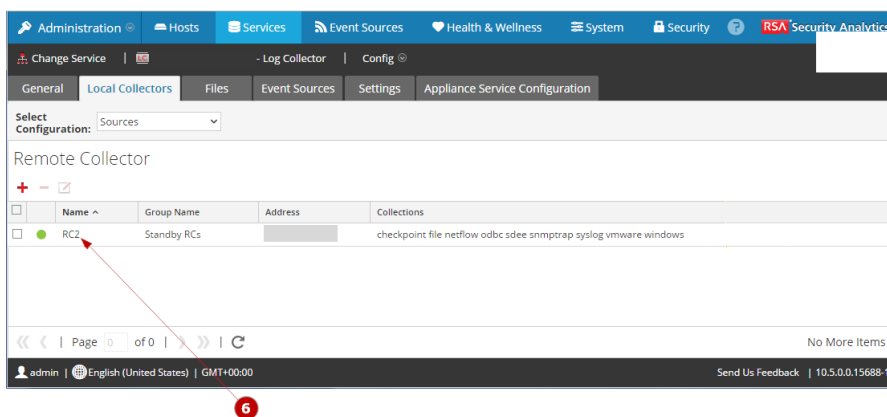 Administration Hosts Services Event Sources Health & Wellness System Security ? RSA Security Analytics
Change Service | LC - Log Collector | Config
General Local Collectors Files Event Sources Settings Appliance Service Configuration
Select Configuration: Sources
Remote Collector
Name Group Name Address Collections
RC2 Standby RCs checkpoint file netflow odbc sdee snmptrap syslog vmware windows
| Page 0 of 0 | | No More Items
admin | English (United States) | GMT+00:00 Send Us Feedback | 10.5.0.0.15688-1
6